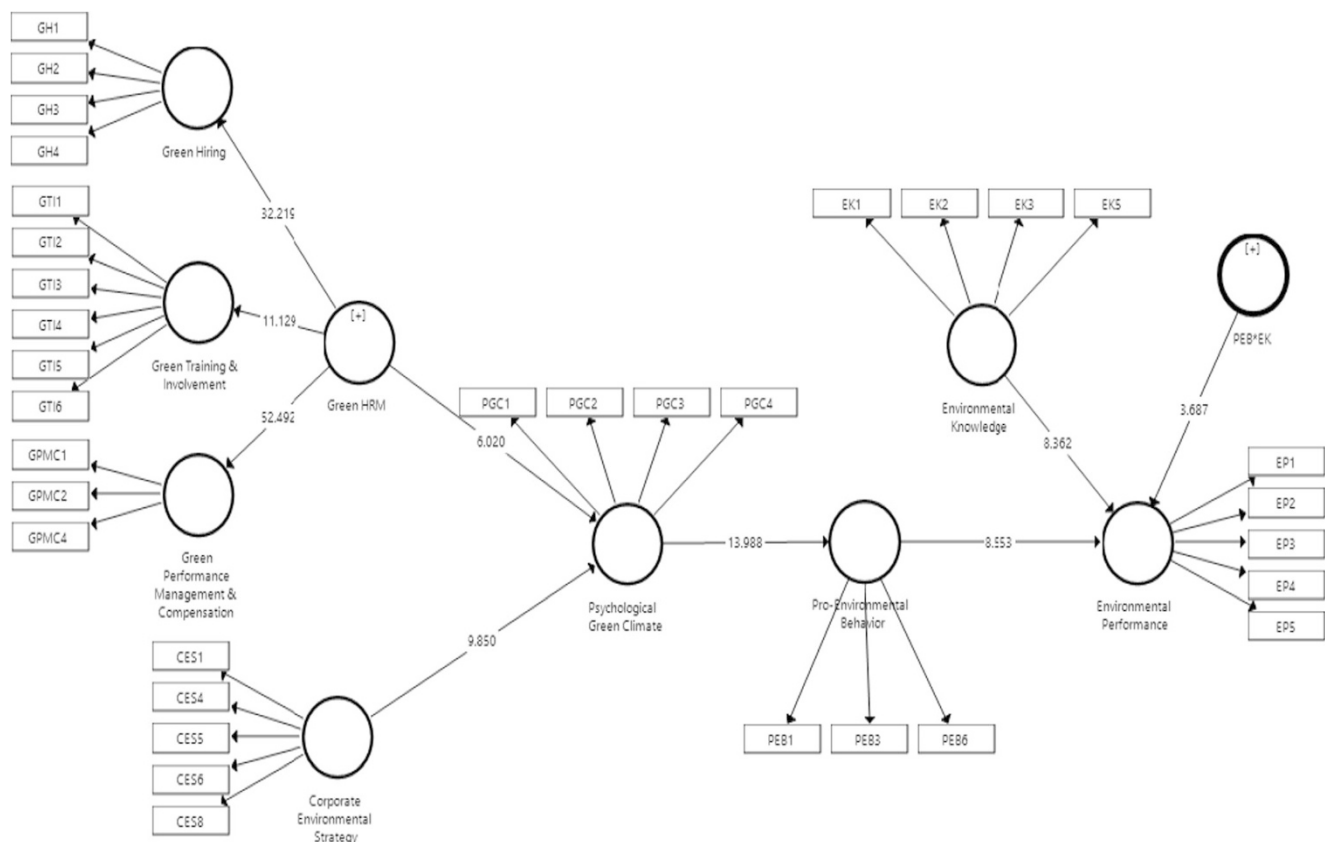 GH1
GH2
GH3
GH4
Green Hiring
32.219
GTI1
GTI2
GTI3
GTI4
GTI5
GTI6
Green Training &
Involvement
11.129
[+]
Green HRM
52.492
GPMC1
GPMC2
GPMC4
Green
Performance
Management &
Compensation
6.020
PGC1
PGC2
PGC3
PGC4
Psychological
Green Climate
9.850
CES1
CES4
CES5
CES6
CES8
Corporate
Environmental
Strategy
13.988
Pro-Environmental
Behavior
PEB1
PEB3
PEB6
8.553
EK1
EK2
EK3
EK5
Environmental
Knowledge
8.362
[+]
PEB*EK
3.687
Environmental
Performance
EP1
EP2
EP3
EP4
EP5